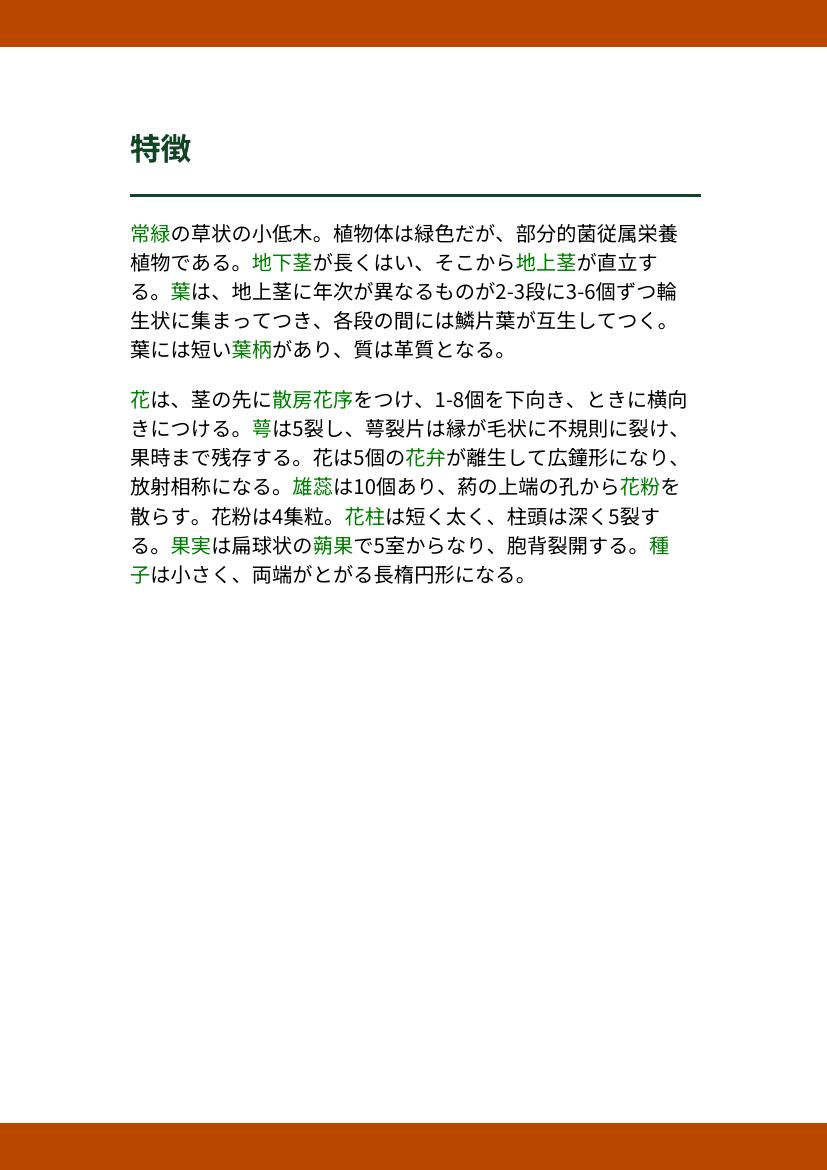 特徴
常緑の草状の小低木。植物体は緑色だが、部分的菌従属栄養
植物である。地下茎が長くはい、そこから地上茎が直立す
る。葉は、地上茎に年次が異なるものが2-3段に3-6個ずつ輪
生状に集まってつき、各段の間には鱗片葉が互生してつく。
葉には短い葉柄があり、質は革質となる。
花は、茎の先に散房花序をつけ、1-8個を下向き、ときに横向
きにつける。萼は5裂し、萼裂片は縁が毛状に不規則に裂け、
果時まで残存する。花は5個の花弁が離生して広鐘形になり、
放射相称になる。雄蕊は10個あり、葯の上端の孔から花粉を
散らす。花粉は4集粒。花柱は短く太く、柱頭は深く5裂す
る。果実は扁球状の蒴果で5室からなり、胞背裂開する。種
子は小さく、両端がとがる長楕円形になる。